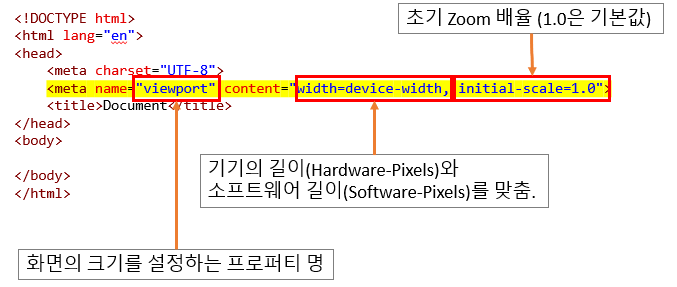 초기 Zoom 배율 (1.0은 기본값)
<!DOCTYPE html>
<html lang="en">
<head>
<meta charset="UTF-8">
<meta name="viewport" content="width=device-width, initial-scale=1.0">
<title>Document</title>
</head>
<body>
</body>
</html>
기기의 길이(Hardware-Pixels)와
소프트웨어 길이(Software-Pixels)를 맞춤.
화면의 크기를 설정하는 프로퍼티 명